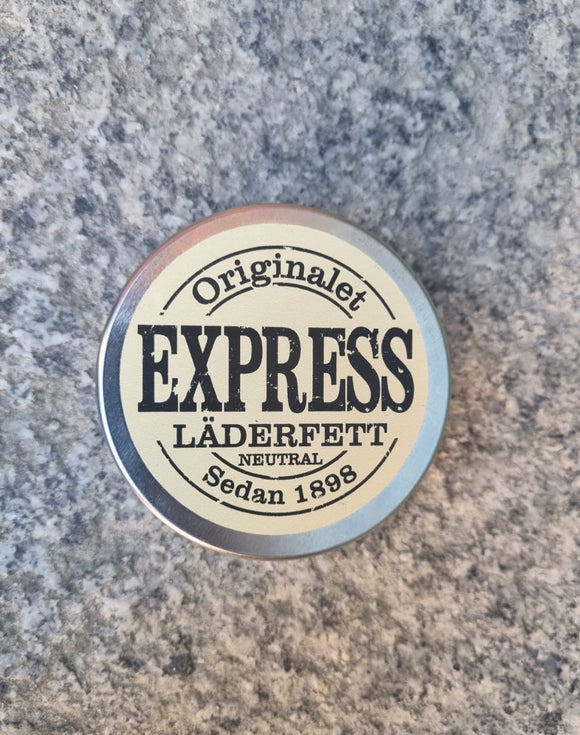 Originalet
EXPRESS
LÄDERFETT
NEUTRAL
Sedan 1898